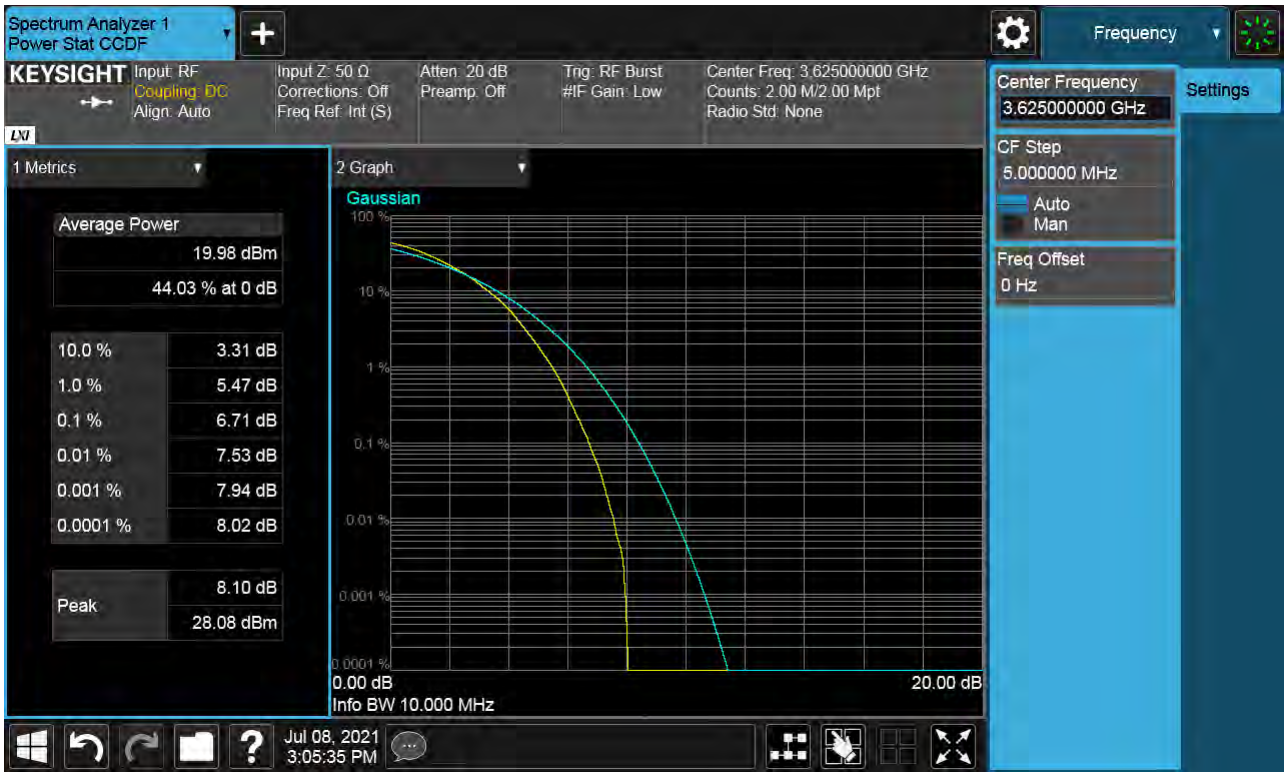 Spectrum Analyzer 1
Power Stat CCDF
+
Frequency
KEYSIGHT
LXI
Input: RF
Coupling: DC
Align: Auto
Input Z: 50 Ω
Corrections: Off
Freq Ref: Int (S)
Atten: 20 dB
Preamp: Off
Trig: RF Burst
#IF Gain: Low
Center Freq: 3.625000000 GHz
Counts: 2.00 M/2.00 Mpt
Radio Std: None
Center Frequency
3.625000000 GHz
Settings
CF Step
5.000000 MHz
Auto
Man
Freq Offset
0 Hz
1 Metrics
Average Power
19.98 dBm
44.03 % at 0 dB
10.0 % 3.31 dB
1.0 % 5.47 dB
0.1 % 6.71 dB
0.01 % 7.53 dB
0.001 % 7.94 dB
0.0001 % 8.02 dB
Peak
8.10 dB
28.08 dBm
2 Graph
Gaussian
100 %
10 %
1 %
0.1 %
0.01 %
0.001 %
0.0001 %
0.00 dB 20.00 dB
Info BW 10.000 MHz
?
Jul 08, 2021
3:05:35 PM